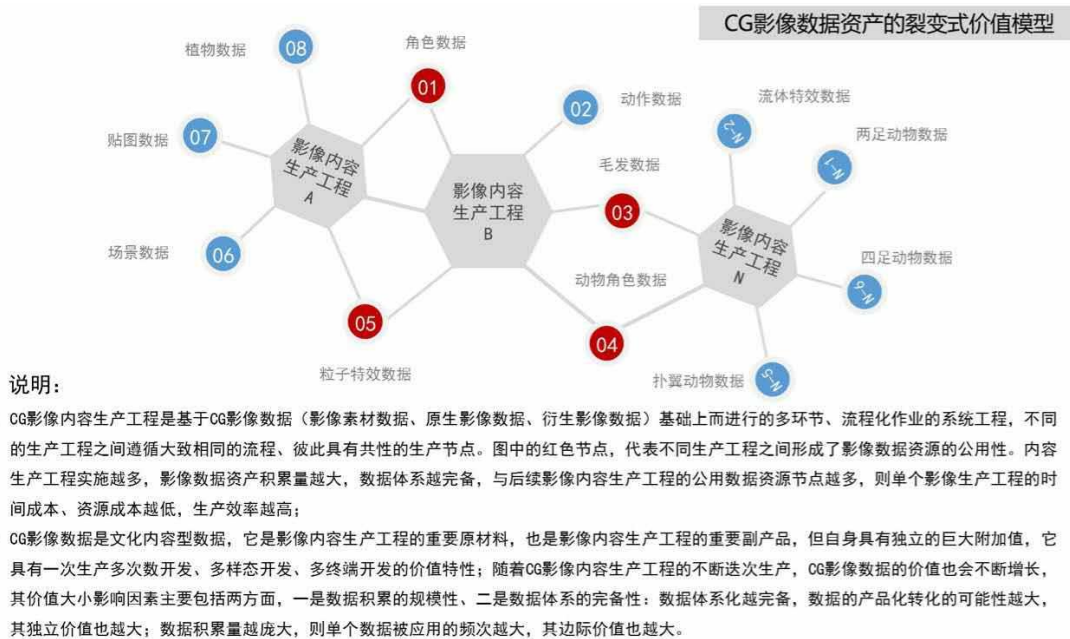 CG影像数据资产的裂变式价值模型
植物数据
08
角色数据
01
02
动作数据
流体特效数据
N-2
贴图数据
07
影像内容
生产工程
A
毛发数据
两足动物数据
N-1
影像内容
生产工程
B
03
影像内容
生产工程
N
场景数据
06
动物角色数据
四足动物数据
N-6
05
04
粒子特效数据
扑翼动物数据
N-5
说明：
CG影像内容生产工程是基于CG影像数据（影像素材数据、原生影像数据、衍生影像数据）基础上而进行的多环节、流程化作业的系统工程，不同
的生产工程之间遵循大致相同的流程、彼此具有共性的生产节点。图中的红色节点，代表不同生产工程之间形成了影像数据资源的公用性。内容
生产工程实施越多，影像数据资产积累量越大，数据体系越完备，与后续影像内容生产工程的公用数据资源节点越多，则单个影像生产工程的时
间成本、资源成本越低，生产效率越高；
CG影像数据是文化内容型数据，它是影像内容生产工程的重要原材料，也是影像内容生产工程的重要副产品，但自身具有独立的巨大附加值，它
具有一次生产多次数开发、多样态开发、多终端开发的价值特性；随着CG影像内容生产工程的不断迭次生产，CG影像数据的价值也会不断增长，
其价值大小影响因素主要包括两方面，一是数据积累的规模性、二是数据体系的完备性：数据体系化越完备，数据的产品化转化的可能性越大，
其独立价值也越大；数据积累量越庞大，则单个数据被应用的频次越大，其边际价值也越大。